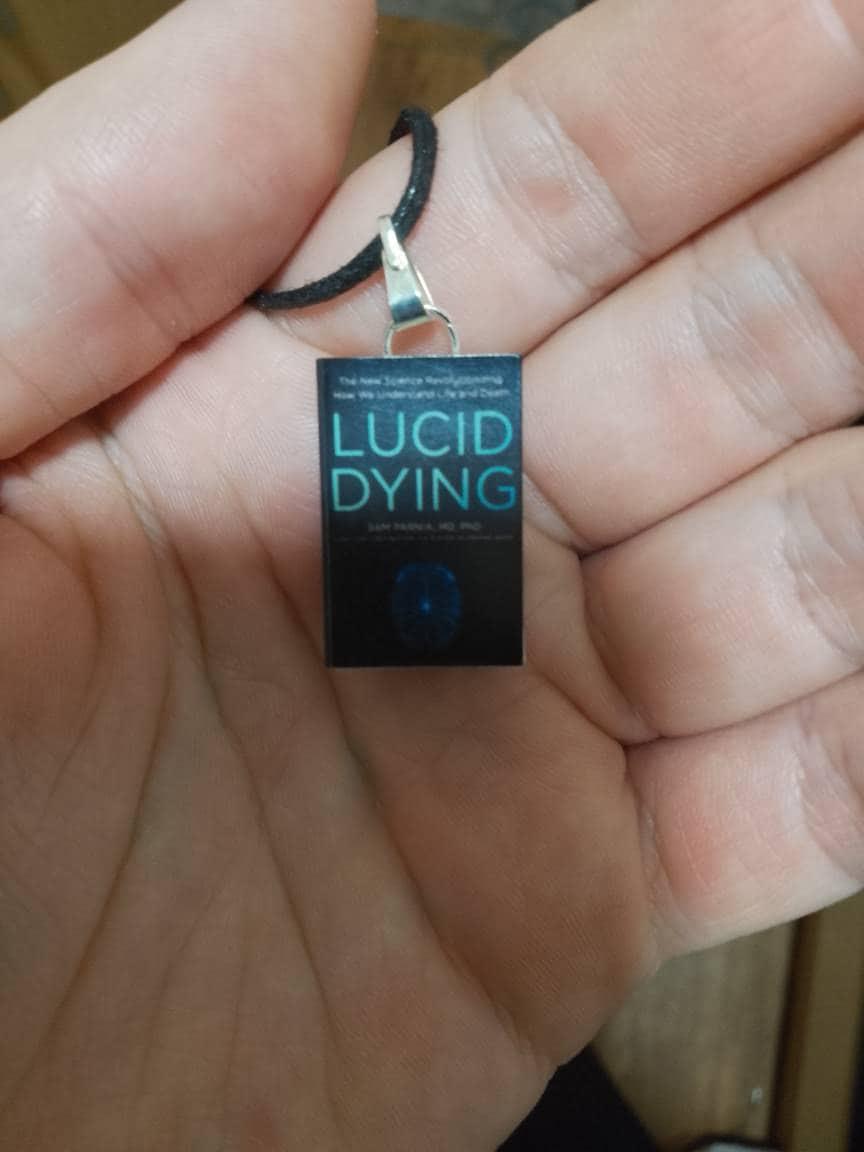 The New Science Revolutionizing
How We Understand Life and Death
LUCID
DYING
SAM PARNIA, MD, PhD